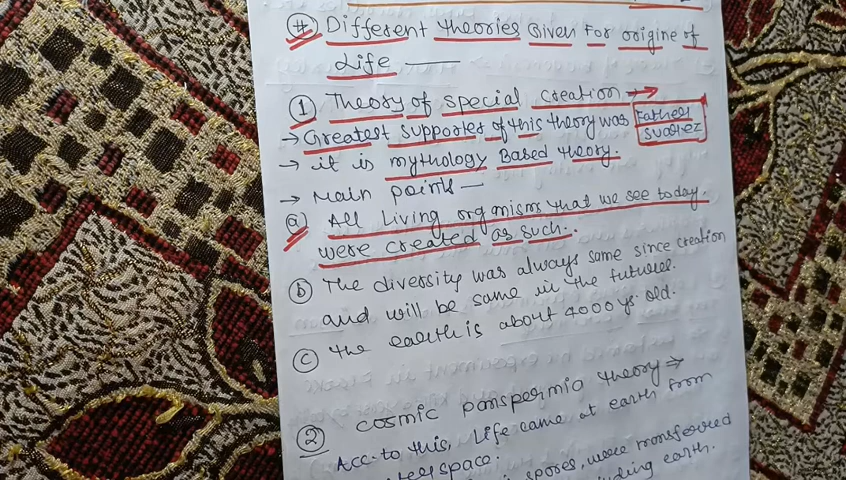 # Different theories Given For origine of
Life —
① Theory of special creation →
→ Greatest supporter of this theory was Father Suarez
→ it is mythology Based theory.
→ Main points —
ⓐ All Living organisms that we see today.
were created as such.
ⓑ The diversity was always same since creation
and will be same in the future.
ⓒ The earth is about 4000 yr. old.
② cosmic panspermia theory ⇒
Acc. to this, Life came at earth from
space.
spores, were transferred
earth.